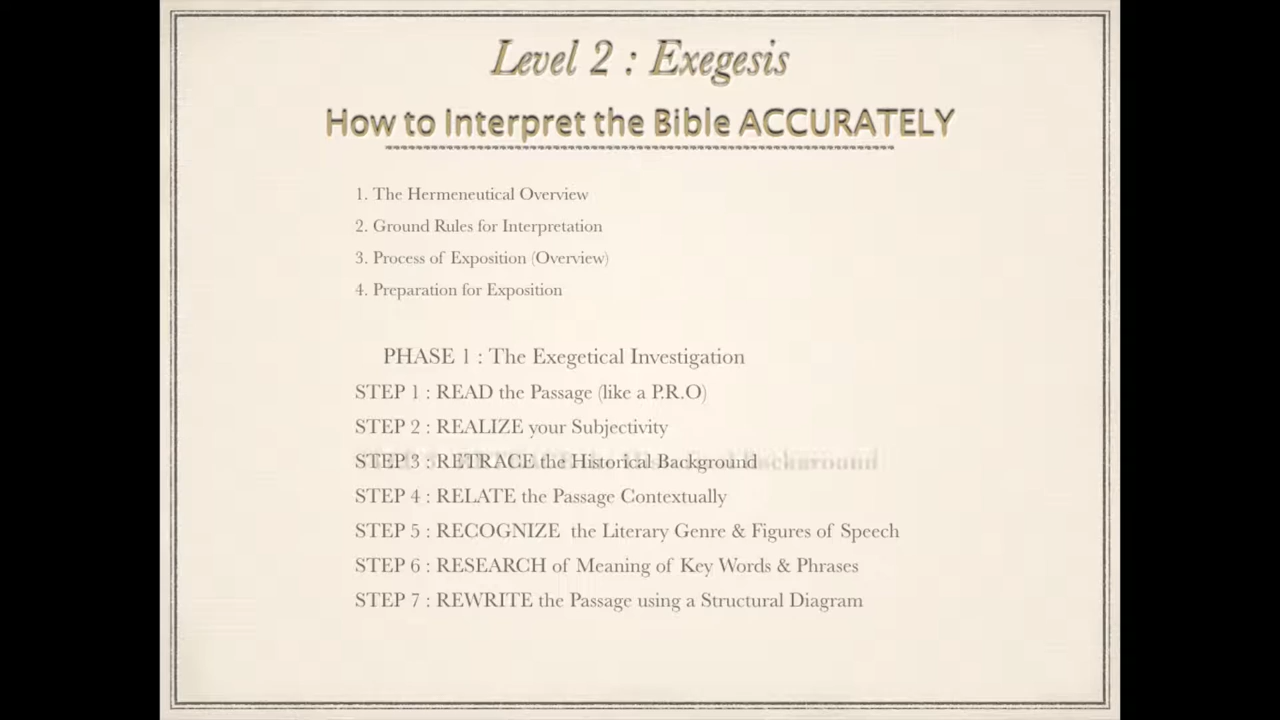 Level 2 : Exegesis
How to Interpret the Bible ACCURATELY
1. The Hermeneutical Overview
2. Ground Rules for Interpretation
3. Process of Exposition (Overview)
4. Preparation for Exposition
PHASE 1 : The Exegetical Investigation
STEP 1 : READ the Passage (like a P.R.O)
STEP 2 : REALIZE your Subjectivity
STEP3 : RETRACE the Historical Background
STEP 4 : RELATE the Passage Contextually
STEP 5 : RECOGNIZE the Literary Genre & Figures of Speech
STEP 6 : RESEARCH of Meaning of Key Words & Phrases
STEP 7 : REWRITE the Passage using a Structural Diagram